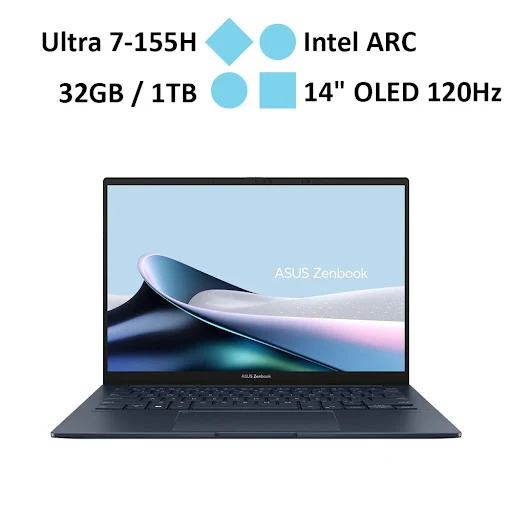 Ultra 7-155H Intel ARC
32GB / 1TB 14" OLED 120Hz
ASUS Zenbook
ASUS Zenbook